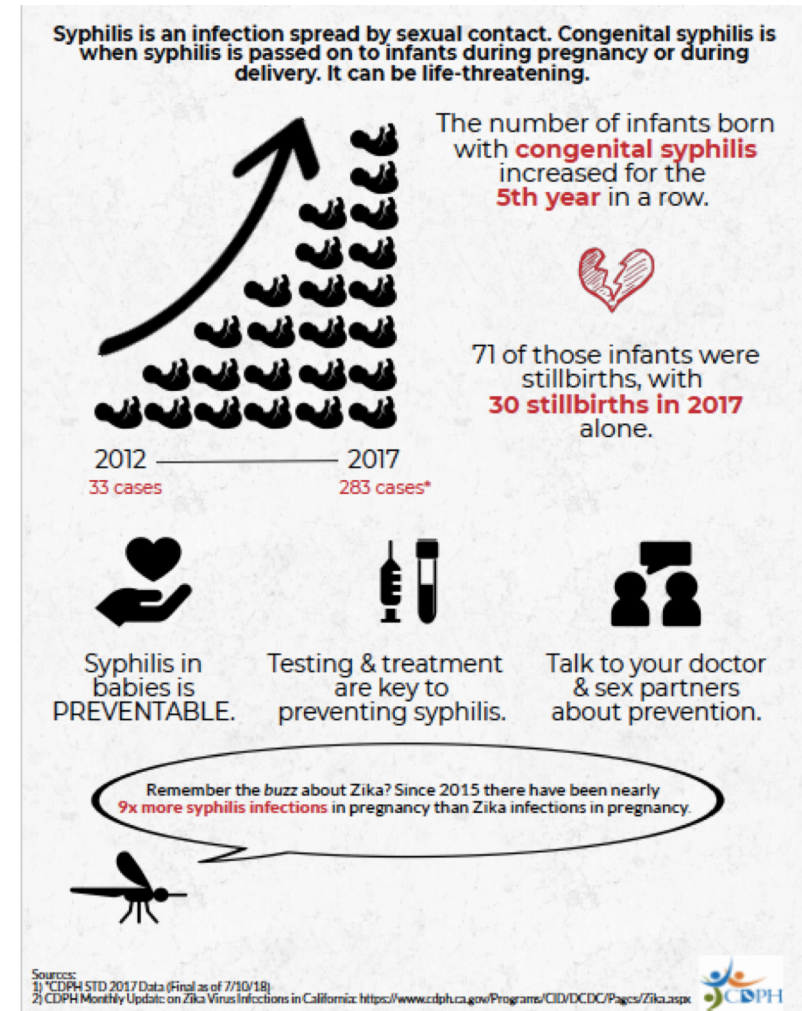 Syphilis is an infection spread by sexual contact. Congenital syphilis is
when syphilis is passed on to infants during pregnancy or during
delivery. It can be life-threatening.
The number of infants born
with congenital syphilis
increased for the
5th year in a row.
71 of those infants were
stillbirths, with
30 stillbirths in 2017
alone.
2012
2017
33 cases
283 cases*
Syphilis in
babies is
PREVENTABLE.
Testing & treatment
are key to
preventing syphilis.
Talk to your doctor
& sex partners
about prevention.
Remember the buzz about Zika? Since 2015 there have been nearly
9x more syphilis infections in pregnancy than Zika infections in pregnancy.
Sources:
1) *CDPH STD 2017 Data (Final as of 7/10/18)
2) CDPH Monthly Update on Zika Virus Infections in California: https://www.cdph.ca.gov/Programs/CID/DCDC/Pages/Zika.aspx
CDPH